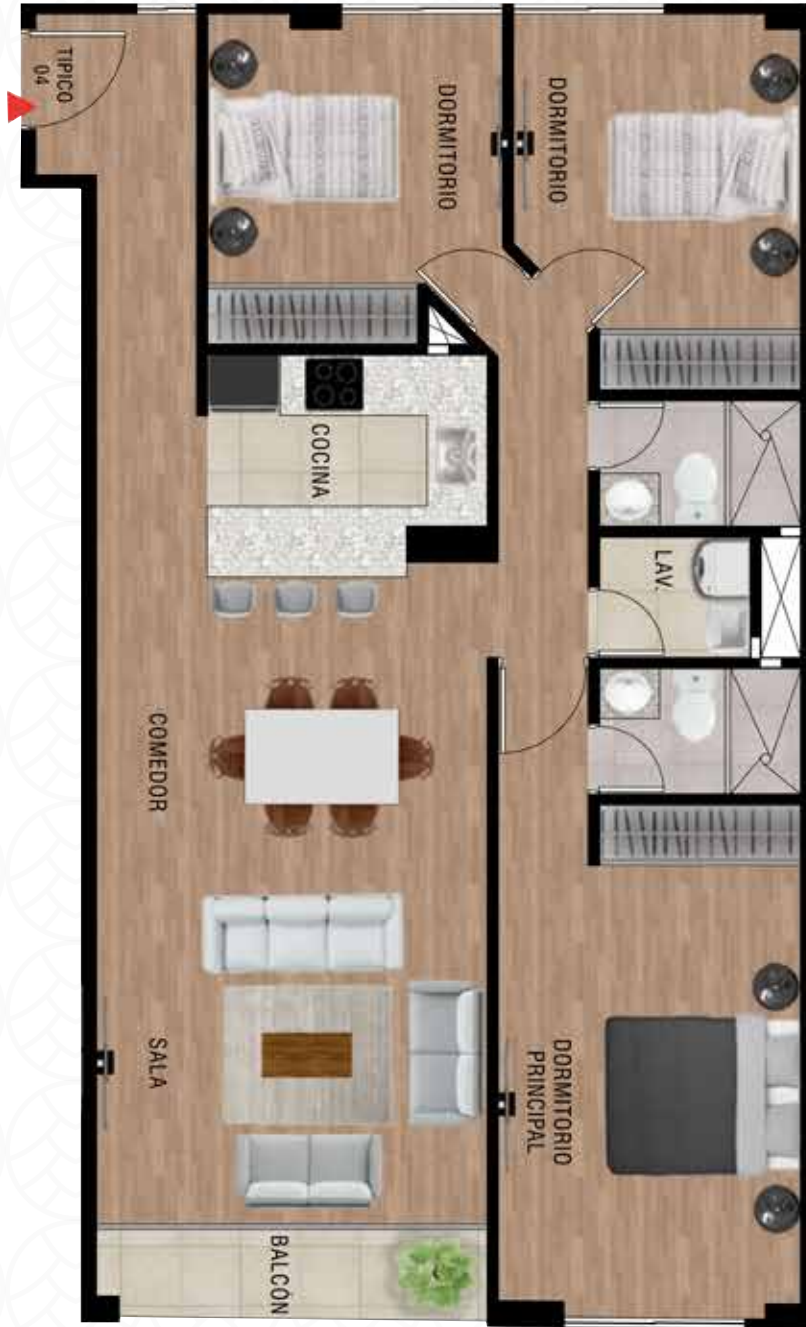 TIPICO
04
DORMITORIO
DORMITORIO
COCINA
LAV.
COMEDOR
SALA
DORMITORIO
PRINCIPAL
BALCÓN